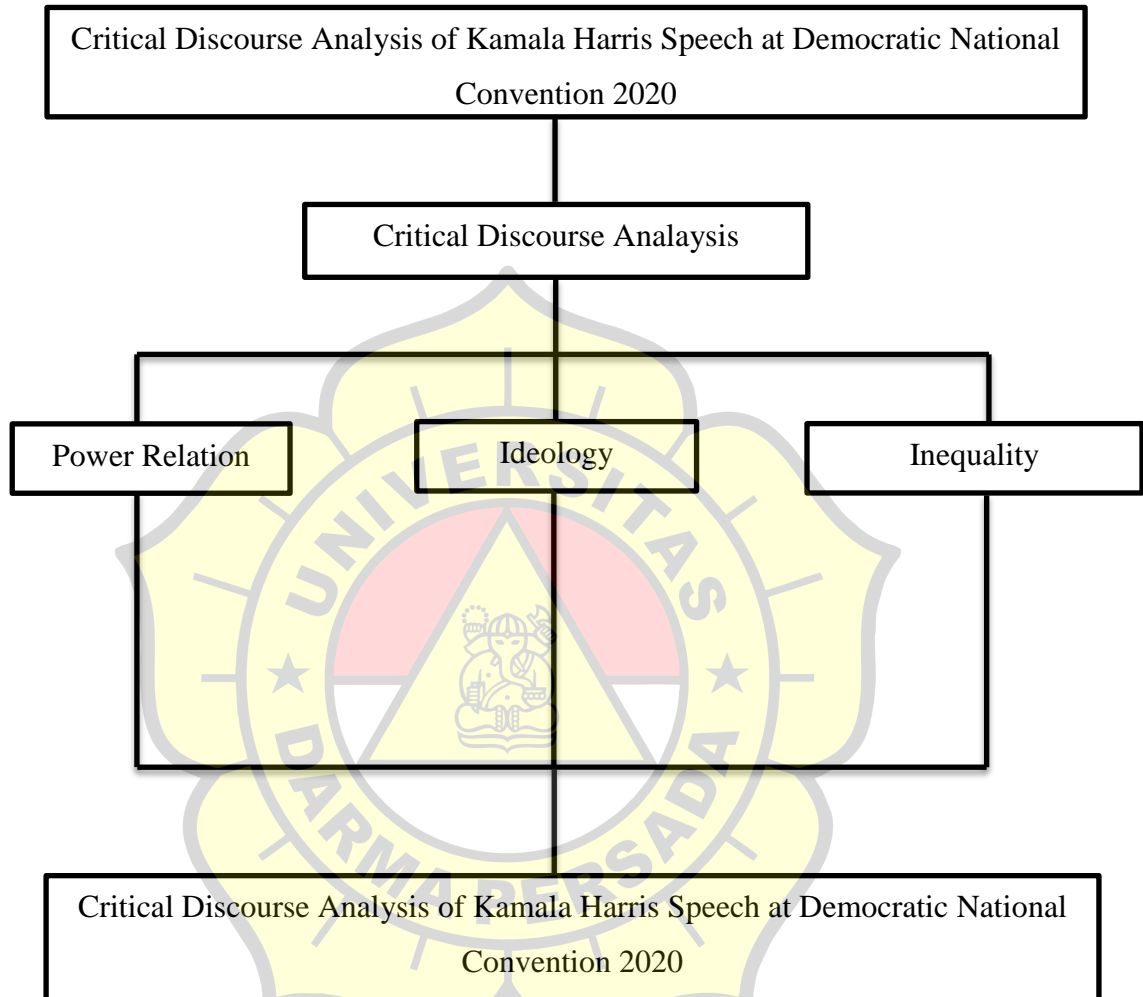 Critical Discourse Analysis of Kamala Harris Speech at Democratic National
Convention 2020
Critical Discourse Analaysis
Power Relation
Ideology
Inequality
UNIVERSITAS
DARMA PERSADA
Critical Discourse Analysis of Kamala Harris Speech at Democratic National
Convention 2020